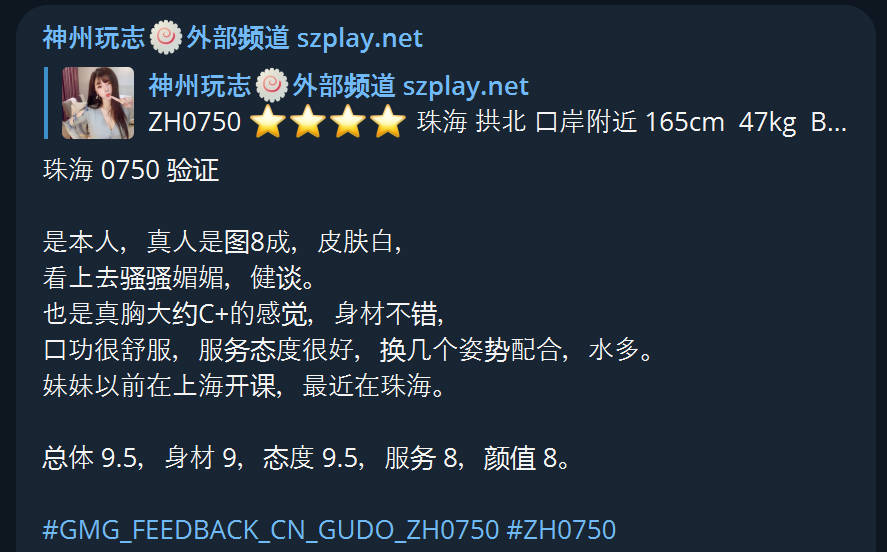 神州玩志🍥外部频道 szplay.net
神州玩志🍥外部频道 szplay.net
ZH0750 ⭐⭐⭐⭐ 珠海 拱北 口岸附近 165cm 47kg B...
珠海 0750 验证
是本人，真人是图8成，皮肤白，
看上去骚骚媚媚，健谈。
也是真胸大约C+的感觉，身材不错，
口功很舒服，服务态度很好，换几个姿势配合，水多。
妹妹以前在上海开课，最近在珠海。
总体 9.5，身材 9，态度 9.5，服务 8，颜值 8。
#GMG_FEEDBACK_CN_GUDO_ZH0750 #ZH0750